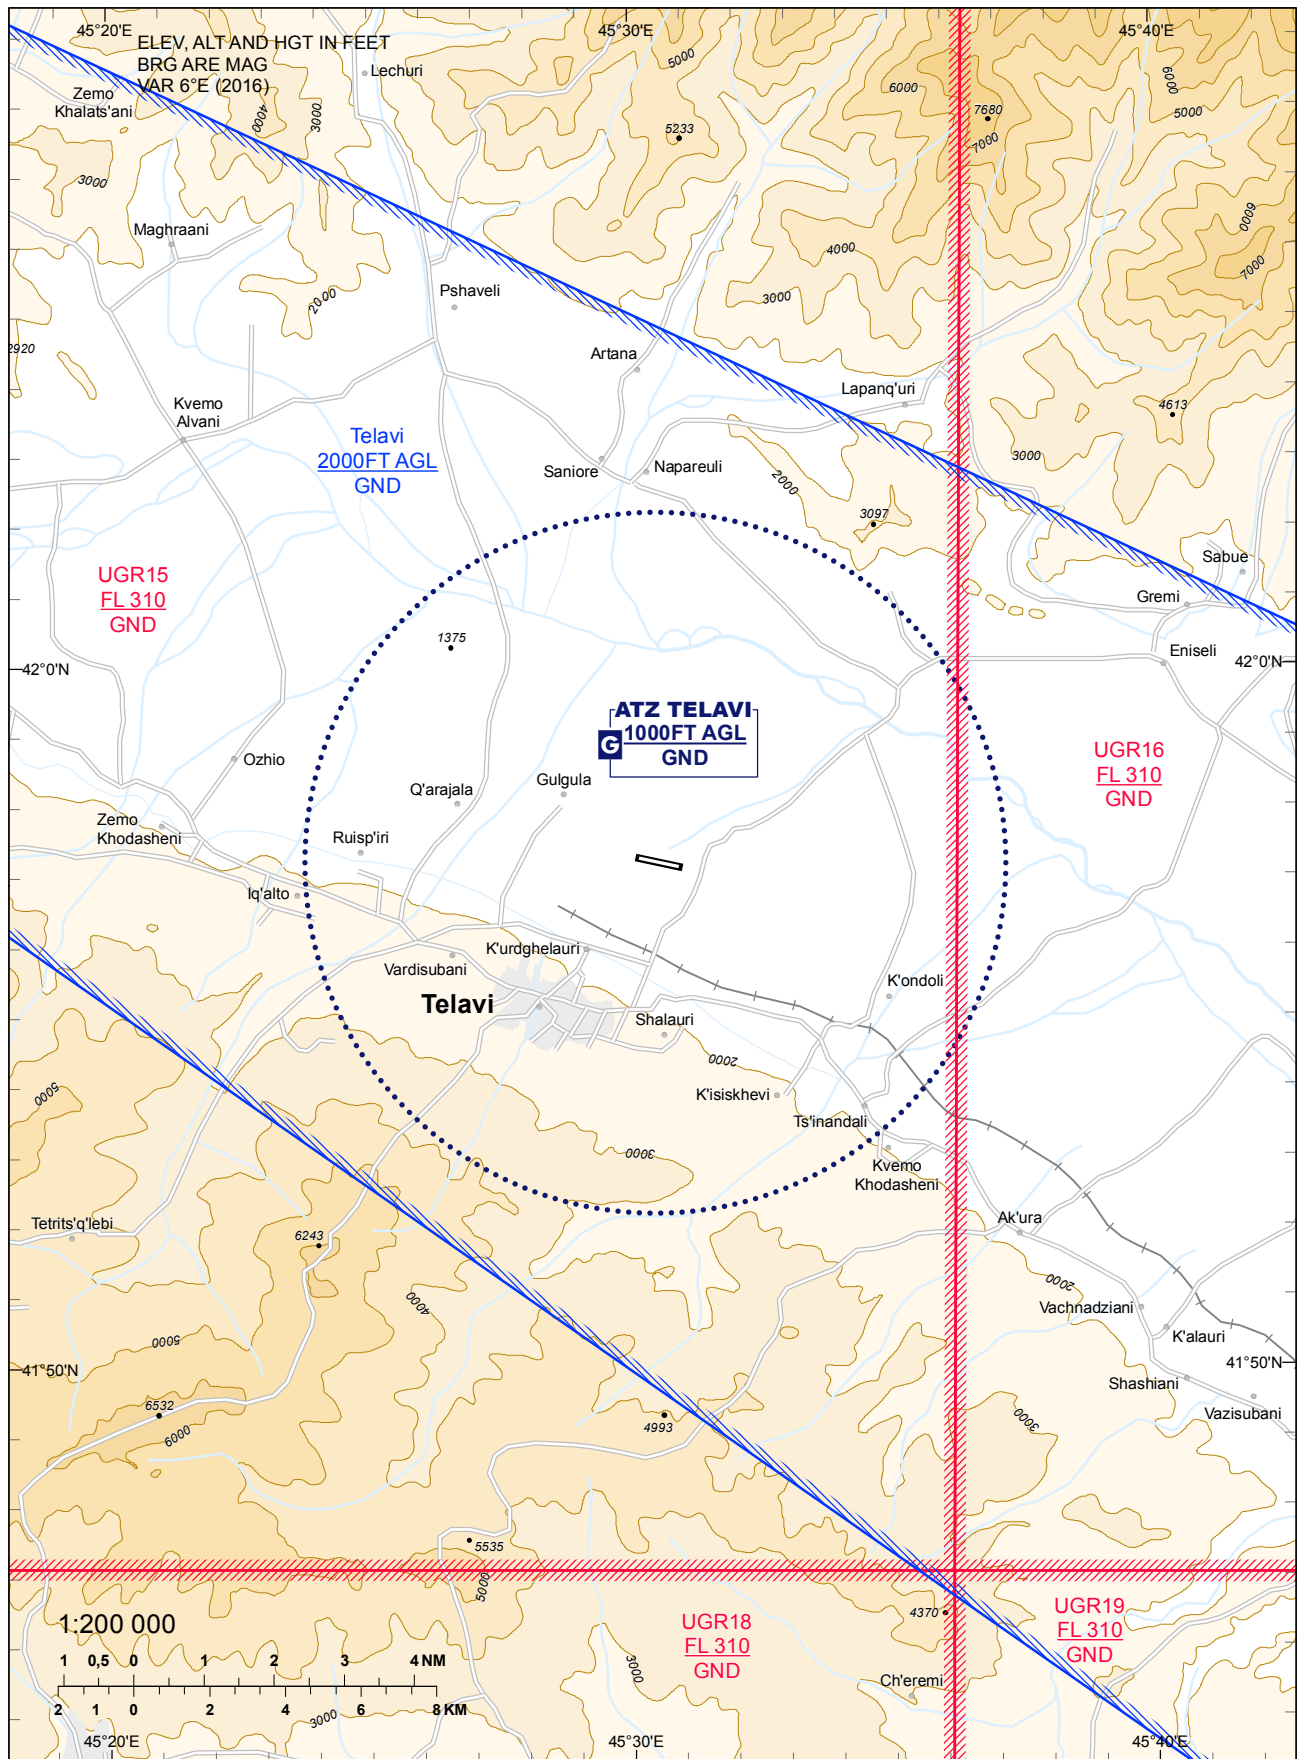 45°20'E
45°30'E
45°40'E
ELEV, ALT AND HGT IN FEET
BRG ARE MAG
VAR 6°E (2016)
Lechuri
5000
6000
6000
7680
5000
Zemo
Khalats'ani
4000
3000
5233
7000
3000
Maghraani
6000
4000
7000
2000
3000
Pshaveli
2920
Artana
Lapanq'uri
Kvemo
Alvani
4613
Telavi
2000FT AGL
GND
Saniore
Napareuli
2000
3000
3097
Sabue
UGR15
FL 310
GND
Gremi
1375
Eniseli
42°0'N
42°0'N
ATZ TELAVI
G
1000FT AGL
GND
UGR16
FL 310
GND
Ozhio
Q'arajala
Gulgula
Zemo
Khodasheni
Ruisp'iri
Iq'alto
K'urdghelauri
Vardisubani
K'ondoli
Telavi
Shalauri
2000
5000
K'isiskhevi
Ts'inandali
3000
Kvemo
Khodasheni
Tetrits'q'lebi
Ak'ura
6243
2000
4000
Vachnadziani
5000
K'alauri
41°50'N
41°50'N
Shashiani
6532
6000
4993
3000
Vazisubani
5535
5000
4370
1:200 000
UGR18
FL 310
GND
UGR19
FL 310
GND
1 0,5 0 1 2 3 4 NM
3000
Ch'eremi
2 1 0 2 4 6 8 KM
3000
45°20'E
45°30'E
45°40'E